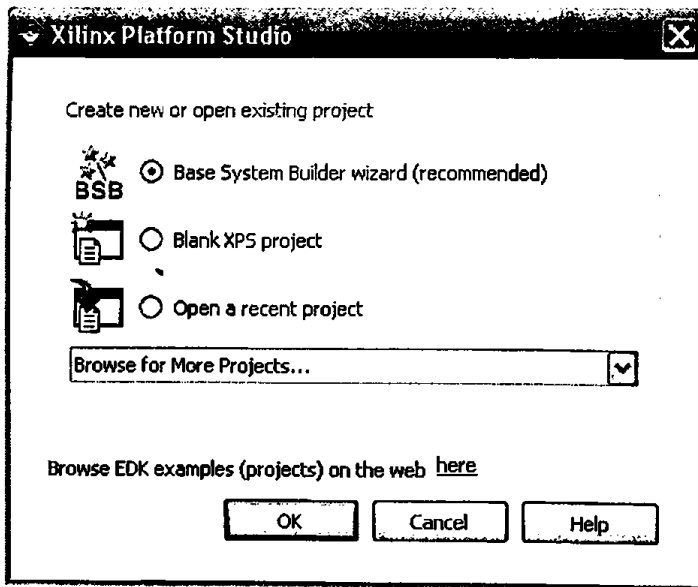 Xilinx Platform Studio
Create new or open existing project
BSB
Base System Builder wizard (recommended)
Blank XPS project
Open a recent project
Browse for More Projects...
Browse EDK examples (projects) on the web here
OK Cancel Help